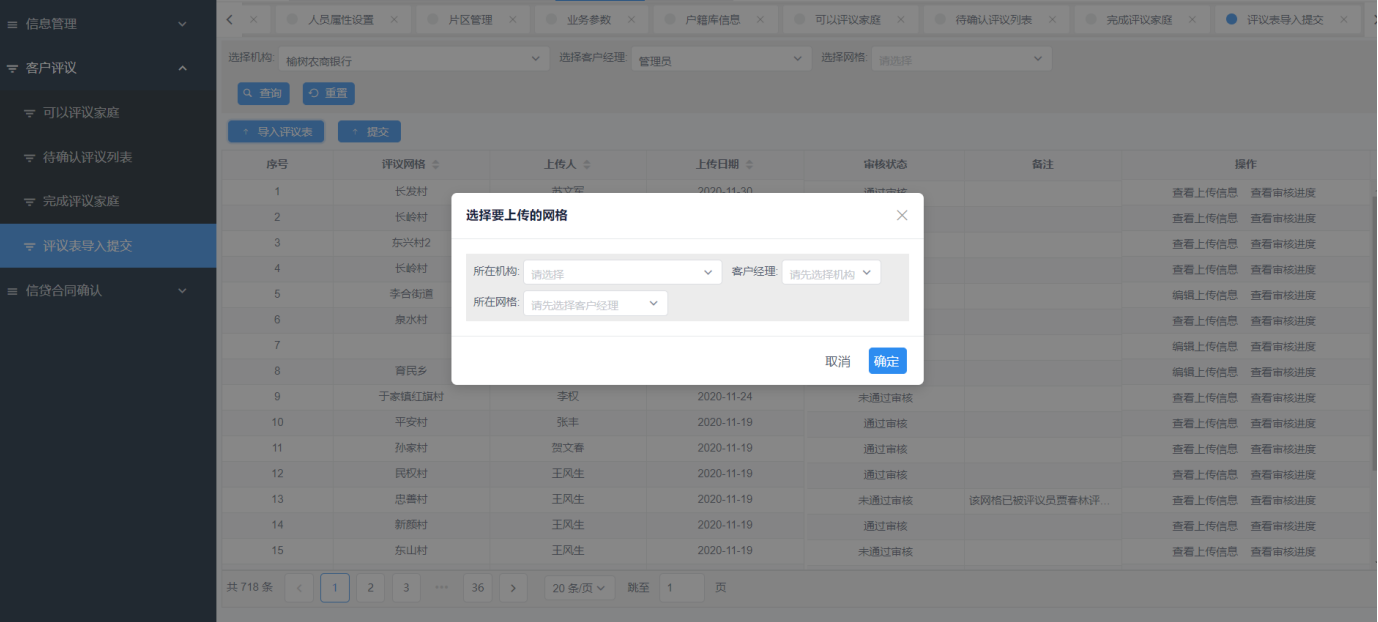 信息管理
客户评议
可以评议家庭
待确认评议列表
完成评议家庭
评议表导入提交
信贷合同确认
人员属性设置 片区管理 业务参数 户籍库信息 可以评议家庭 待确认评议列表 完成评议家庭 评议表导入提交
选择机构: 榆树农商银行 选择客户经理: 管理员 选择网格: 请选择
查询 重置
导入评议表 提交
序号 评议网格 上传人 上传日期 审核状态 备注 操作
1 长发村 苏文军 2020-11-30 通过审核 查看上传信息 查看审核进度
2 长岭村 查看上传信息 查看审核进度
3 东兴村2 查看上传信息 查看审核进度
4 长岭村 查看上传信息 查看审核进度
5 李合街道 编辑上传信息 查看审核进度
6 泉水村 查看上传信息 查看审核进度
7 编辑上传信息 查看审核进度
8 育民乡 编辑上传信息 查看审核进度
9 于家镇红旗村 李权 2020-11-24 未通过审核 查看上传信息 查看审核进度
10 平安村 张丰 2020-11-19 通过审核 查看上传信息 查看审核进度
11 孙家村 贺文春 2020-11-19 通过审核 查看上传信息 查看审核进度
12 民权村 王风生 2020-11-19 通过审核 查看上传信息 查看审核进度
13 忠善村 王风生 2020-11-19 未通过审核 该网格已被评议员贾春林评... 查看上传信息 查看审核进度
14 新颜村 王风生 2020-11-19 通过审核 查看上传信息 查看审核进度
15 东山村 王风生 2020-11-19 未通过审核 查看上传信息 查看审核进度
共 718 条 1 2 3 ••• 36 20 条/页 跳至 1 页
选择要上传的网格
所在机构: 请选择 客户经理: 请先选择机构
所在网格: 请先选择客户经理
取消 确定